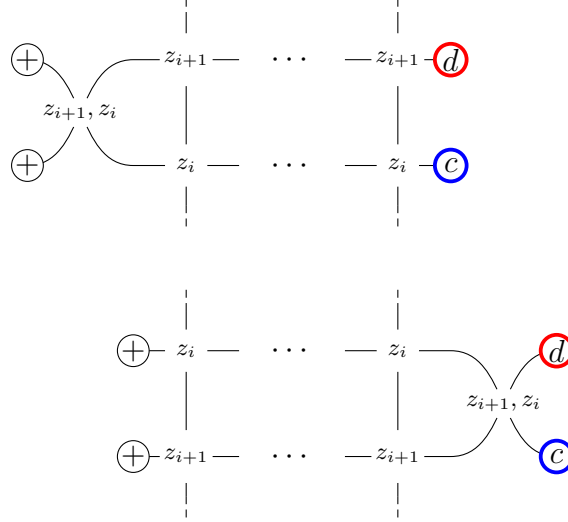 + z_{i+1} ⋯ z_{i+1} d
z_{i+1}, z_i
+ z_i ⋯ z_i c
+ z_i ⋯ z_i d
z_{i+1}, z_i
+ z_{i+1} ⋯ z_{i+1} c